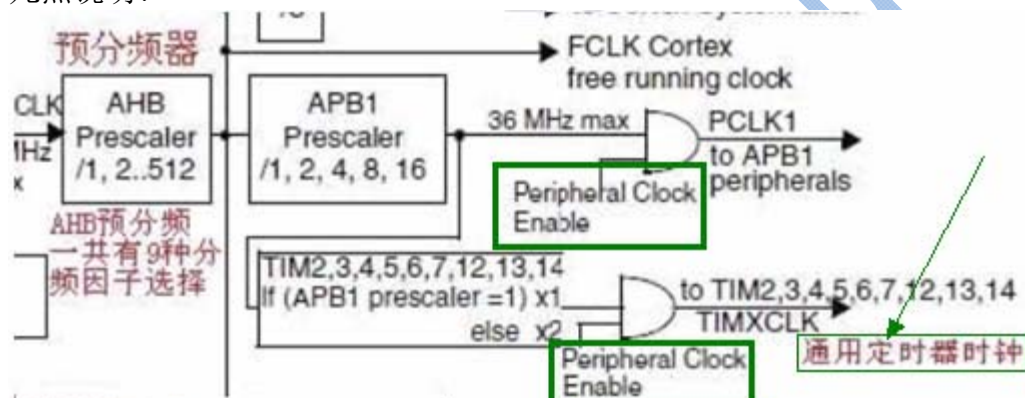 预分频器
FCLK Cortex
free running clock
CLK
AHB
Prescaler
/1, 2..512
APB1
Prescaler
/1, 2, 4, 8, 16
36 MHz max
PCLK1
to APB1
peripherals
Peripheral Clock
Enable
AHB预分频
一共有9种分
频因子选择
TIM2,3,4,5,6,7,12,13,14
If (APB1 prescaler =1) x1
else x2
to TIM2,3,4,5,6,7,12,13,14
TIMXCLK
Peripheral Clock
Enable
通用定时器时钟